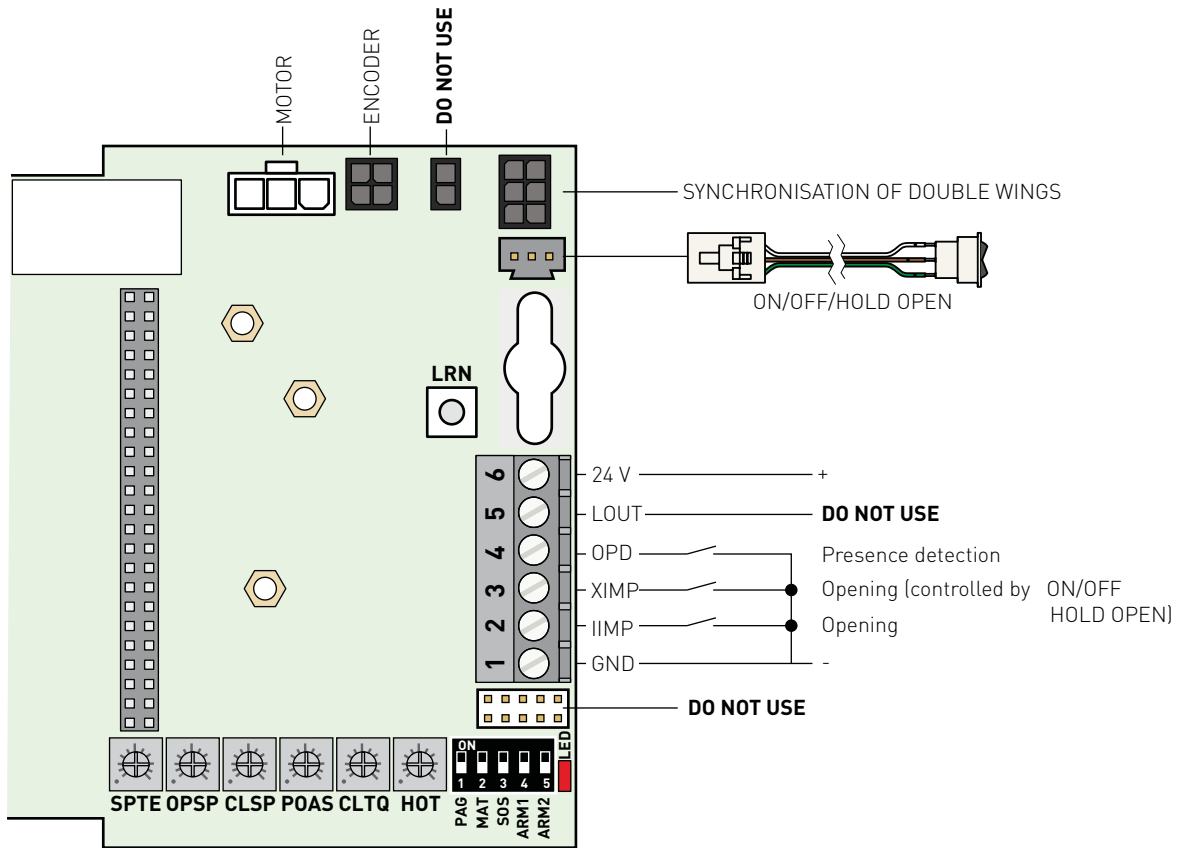 MOTOR
ENCODER
DO NOT USE
SYNCHRONISATION OF DOUBLE WINGS
ON/OFF/HOLD OPEN
LRN
6 24 V +
5 LOUT DO NOT USE
4 OPD Presence detection
3 XIMP Opening (controlled by ON/OFF
HOLD OPEN)
2 IIMP Opening
1 GND -
DO NOT USE
LED
ON
1 2 3 4 5
SPTE OPSP CLSP POAS CLTQ HOT
PAG
MAT
SOS
ARM1
ARM2